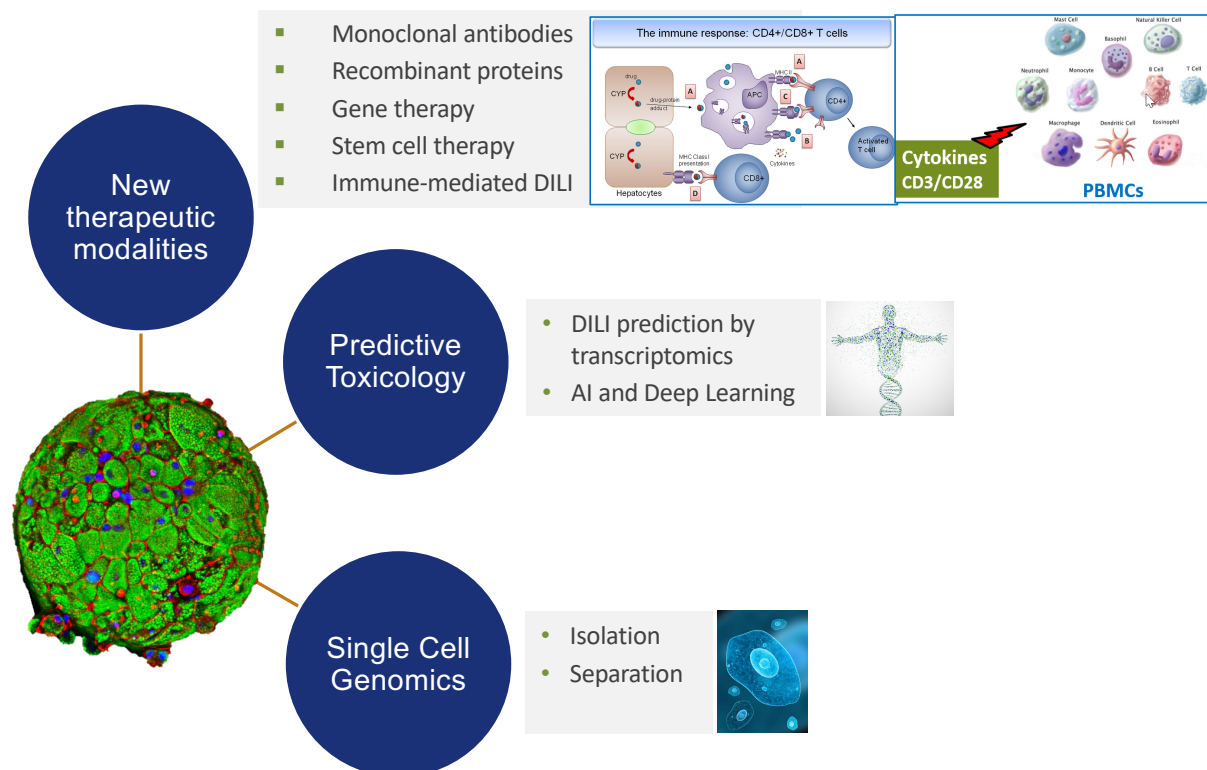 New
therapeutic
modalities
Monoclonal antibodies
Recombinant proteins
Gene therapy
Stem cell therapy
Immune-mediated DILI
The immune response: CD4+/CD8+ T cells
drug
CYP
drug-protein
adduct
A
APC
MHCII
A
C
CD4+
B
Cytokines
Activated
T cell
CYP
MHC Class I
presentation
CD8+
D
Hepatocytes
Mast Cell
Natural Killer Cell
Basophil
Neutrophil
Monocyte
B Cell
T Cell
Macrophage
Dendritic Cell
Eosinophil
Cytokines
CD3/CD28
PBMCs
Predictive
Toxicology
DILI prediction by
transcriptomics
AI and Deep Learning
Single Cell
Genomics
Isolation
Separation